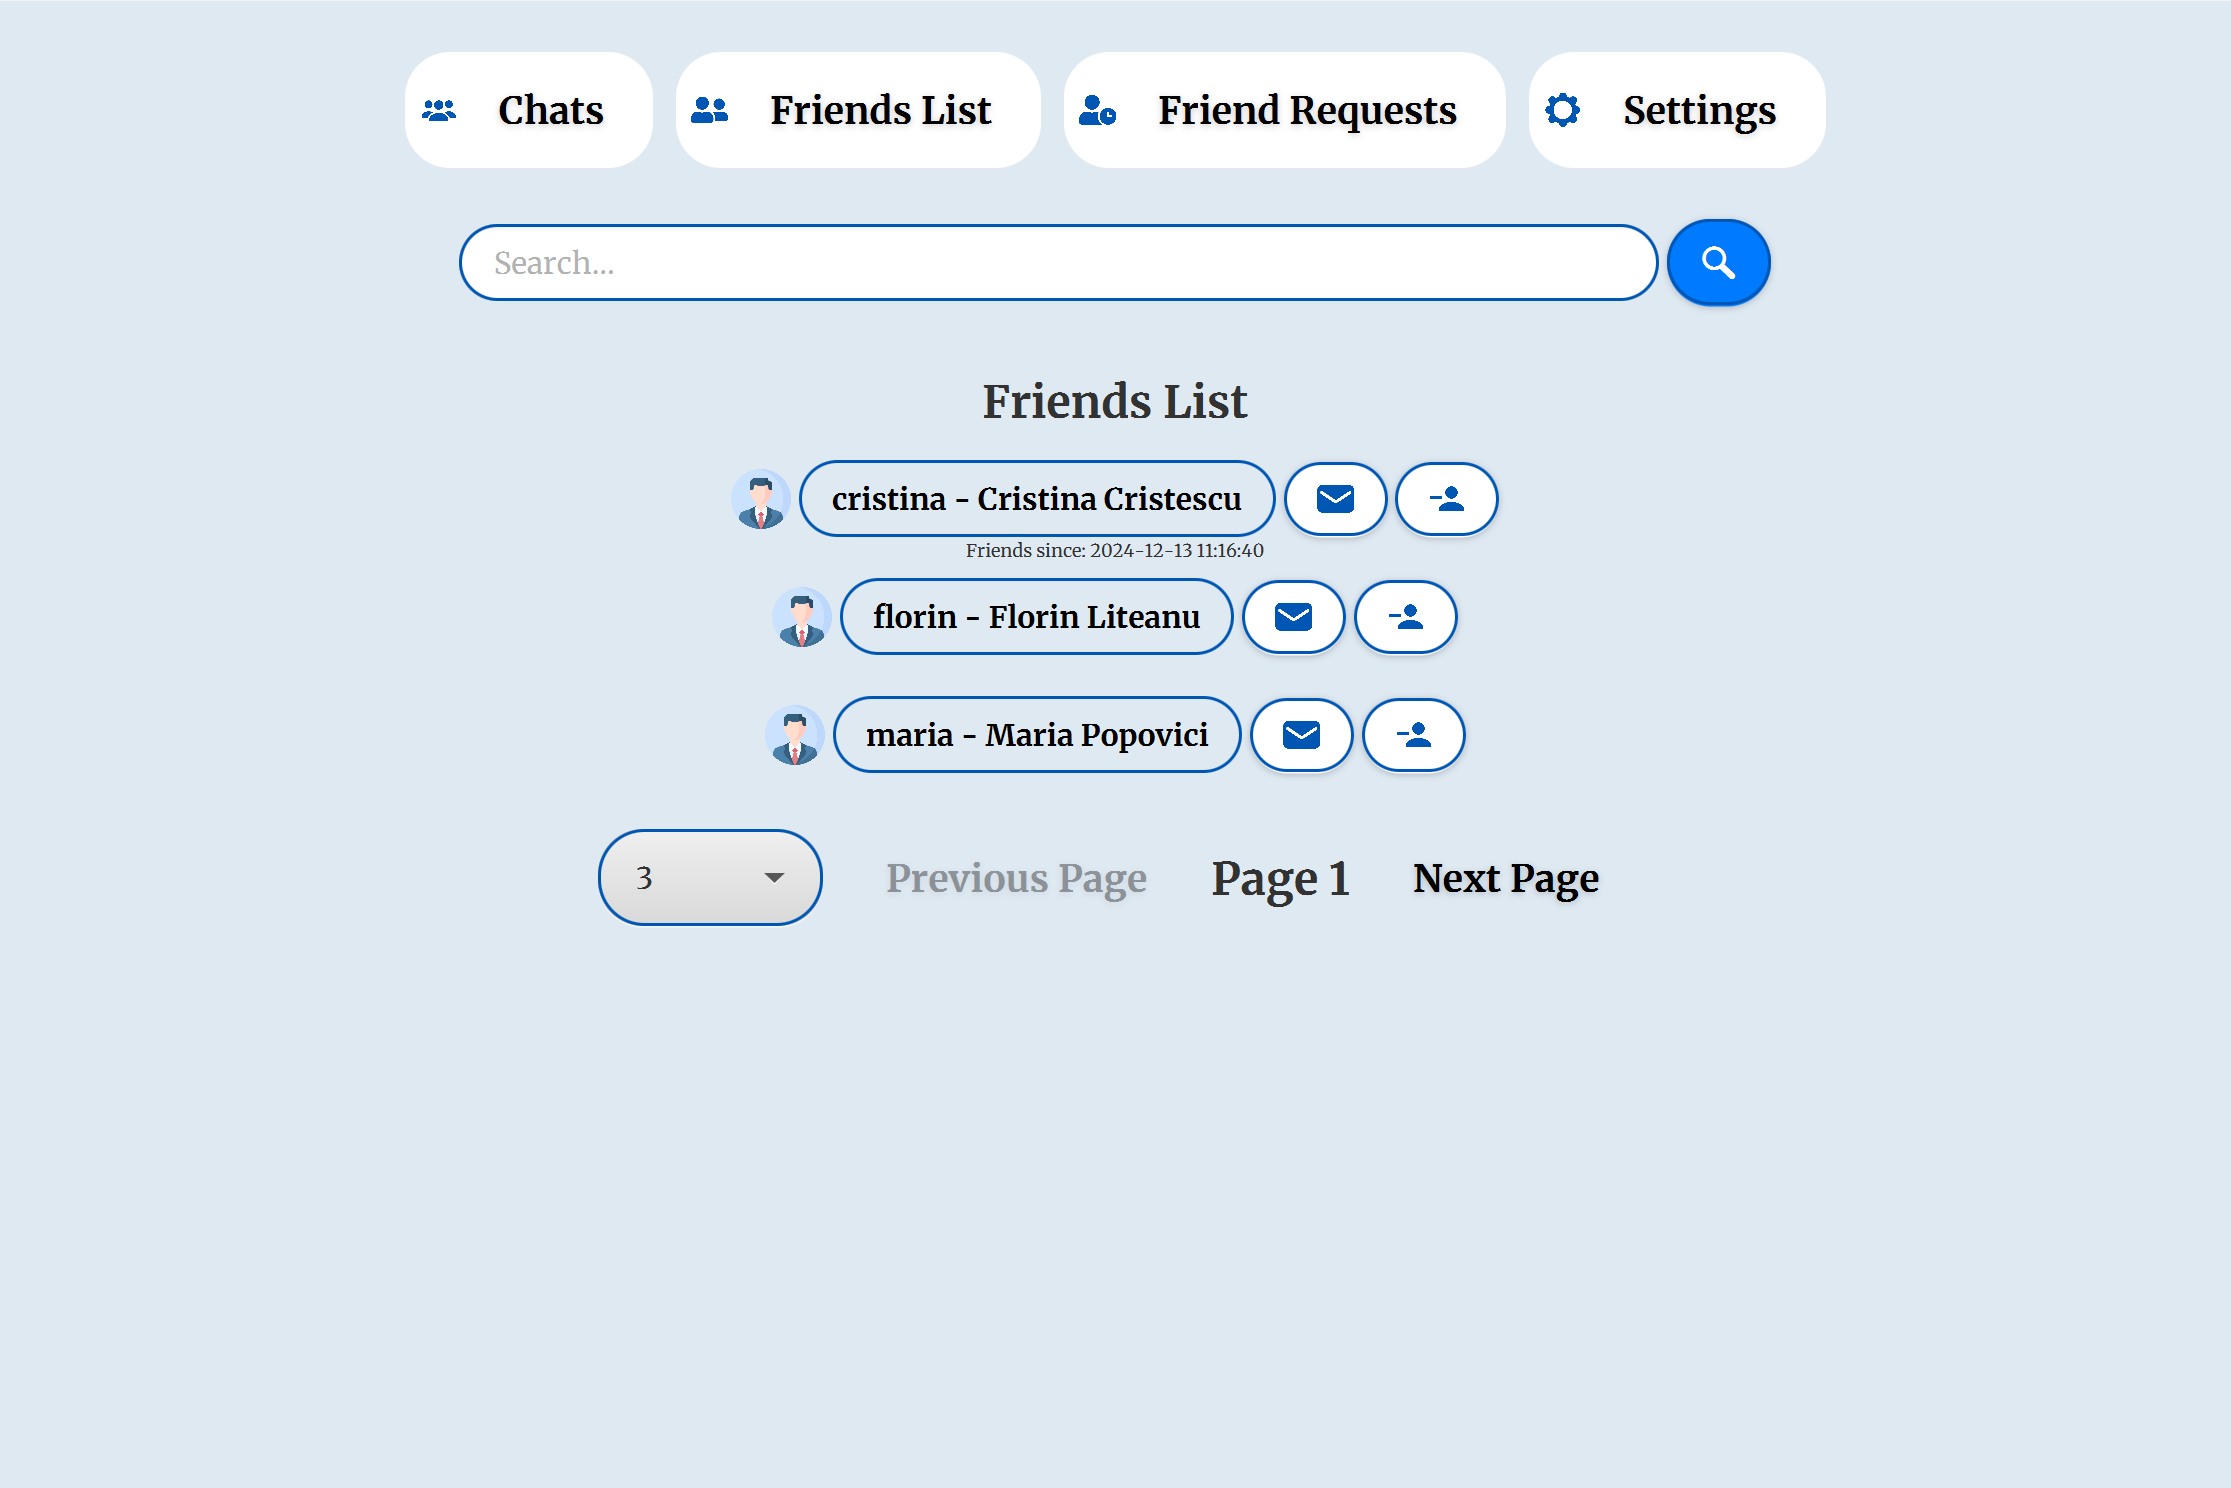 Chats Friends List Friend Requests Settings
Search...
Friends List
cristina - Cristina Cristescu
Friends since: 2024-12-13 11:16:40
florin - Florin Liteanu
maria - Maria Popovici
3 Previous Page Page 1 Next Page